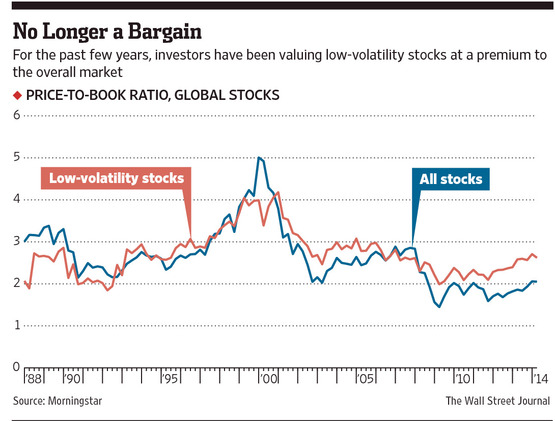 No Longer a Bargain
For the past few years, investors have been valuing low-volatility stocks at a premium to
the overall market
◆ PRICE-TO-BOOK RATIO, GLOBAL STOCKS
6
5
Low-volatility stocks
All stocks
4
3
2
1
0
'88 '90 '95 '00 '05 '10 '14
Source: Morningstar The Wall Street Journal